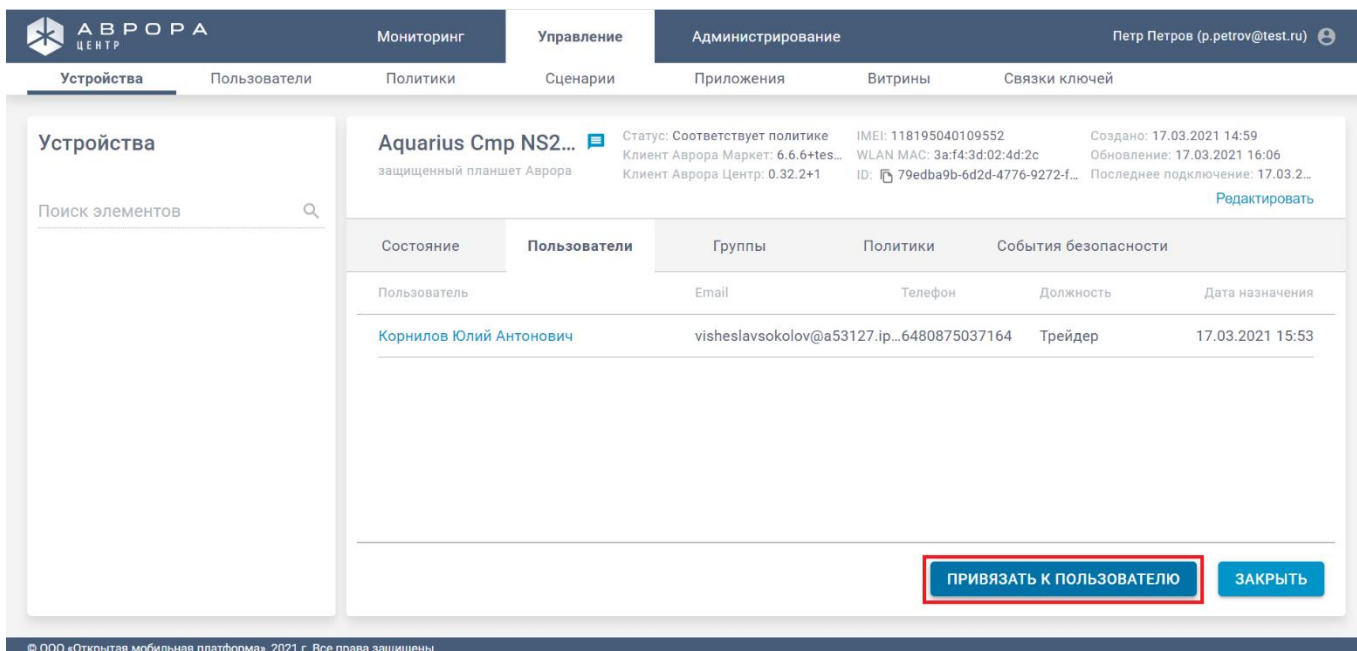 АВРОРА
ЦЕНТР
Мониторинг Управление Администрирование Петр Петров (p.petrov@test.ru)
Устройства Пользователи Политики Сценарии Приложения Витрины Связки ключей
Устройства
Поиск элементов
Aquarius Cmp NS2...
защищенный планшет Аврора
Статус: Соответствует политике
Клиент Аврора Маркет: 6.6.6+tes...
Клиент Аврора Центр: 0.32.2+1
IMEI: 118195040109552
WLAN MAC: 3a:f4:3d:02:4d:2c
ID: 79edba9b-6d2d-4776-9272-f...
Создано: 17.03.2021 14:59
Обновление: 17.03.2021 16:06
Последнее подключение: 17.03.2...
Редактировать
Состояние Пользователи Группы Политики События безопасности
Пользователь Email Телефон Должность Дата назначения
Корнилов Юлий Антонович visheslavsokolov@a53127.ip...6480875037164 Трейдер 17.03.2021 15:53
ПРИВЯЗАТЬ К ПОЛЬЗОВАТЕЛЮ ЗАКРЫТЬ
© ООО «Открытая мобильная платформа», 2021 г. Все права защищены